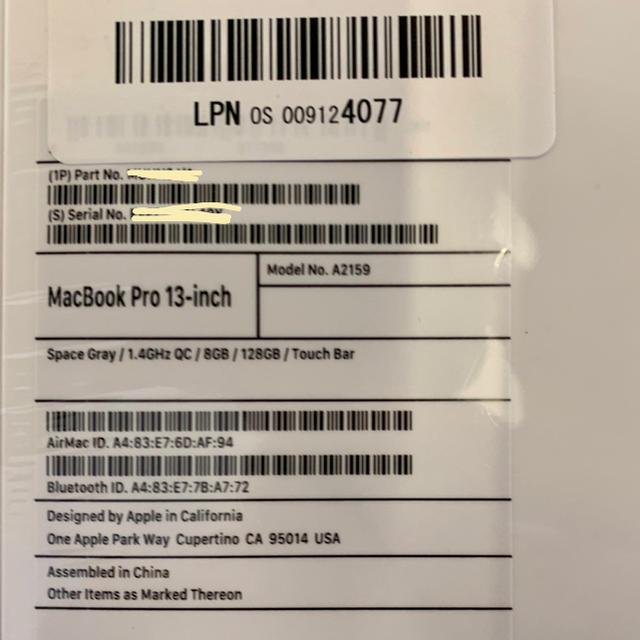 LPN OS 009124077
(1P) Part No.
(S) Serial No.
MacBook Pro 13-inch
Model No. A2159
Space Gray / 1.4GHz QC / 8GB / 128GB / Touch Bar
AirMac ID. A4:83:E7:6D:AF:94
Bluetooth ID. A4:83:E7:7B:A7:72
Designed by Apple in California
One Apple Park Way Cupertino CA 95014 USA
Assembled in China
Other Items as Marked Thereon